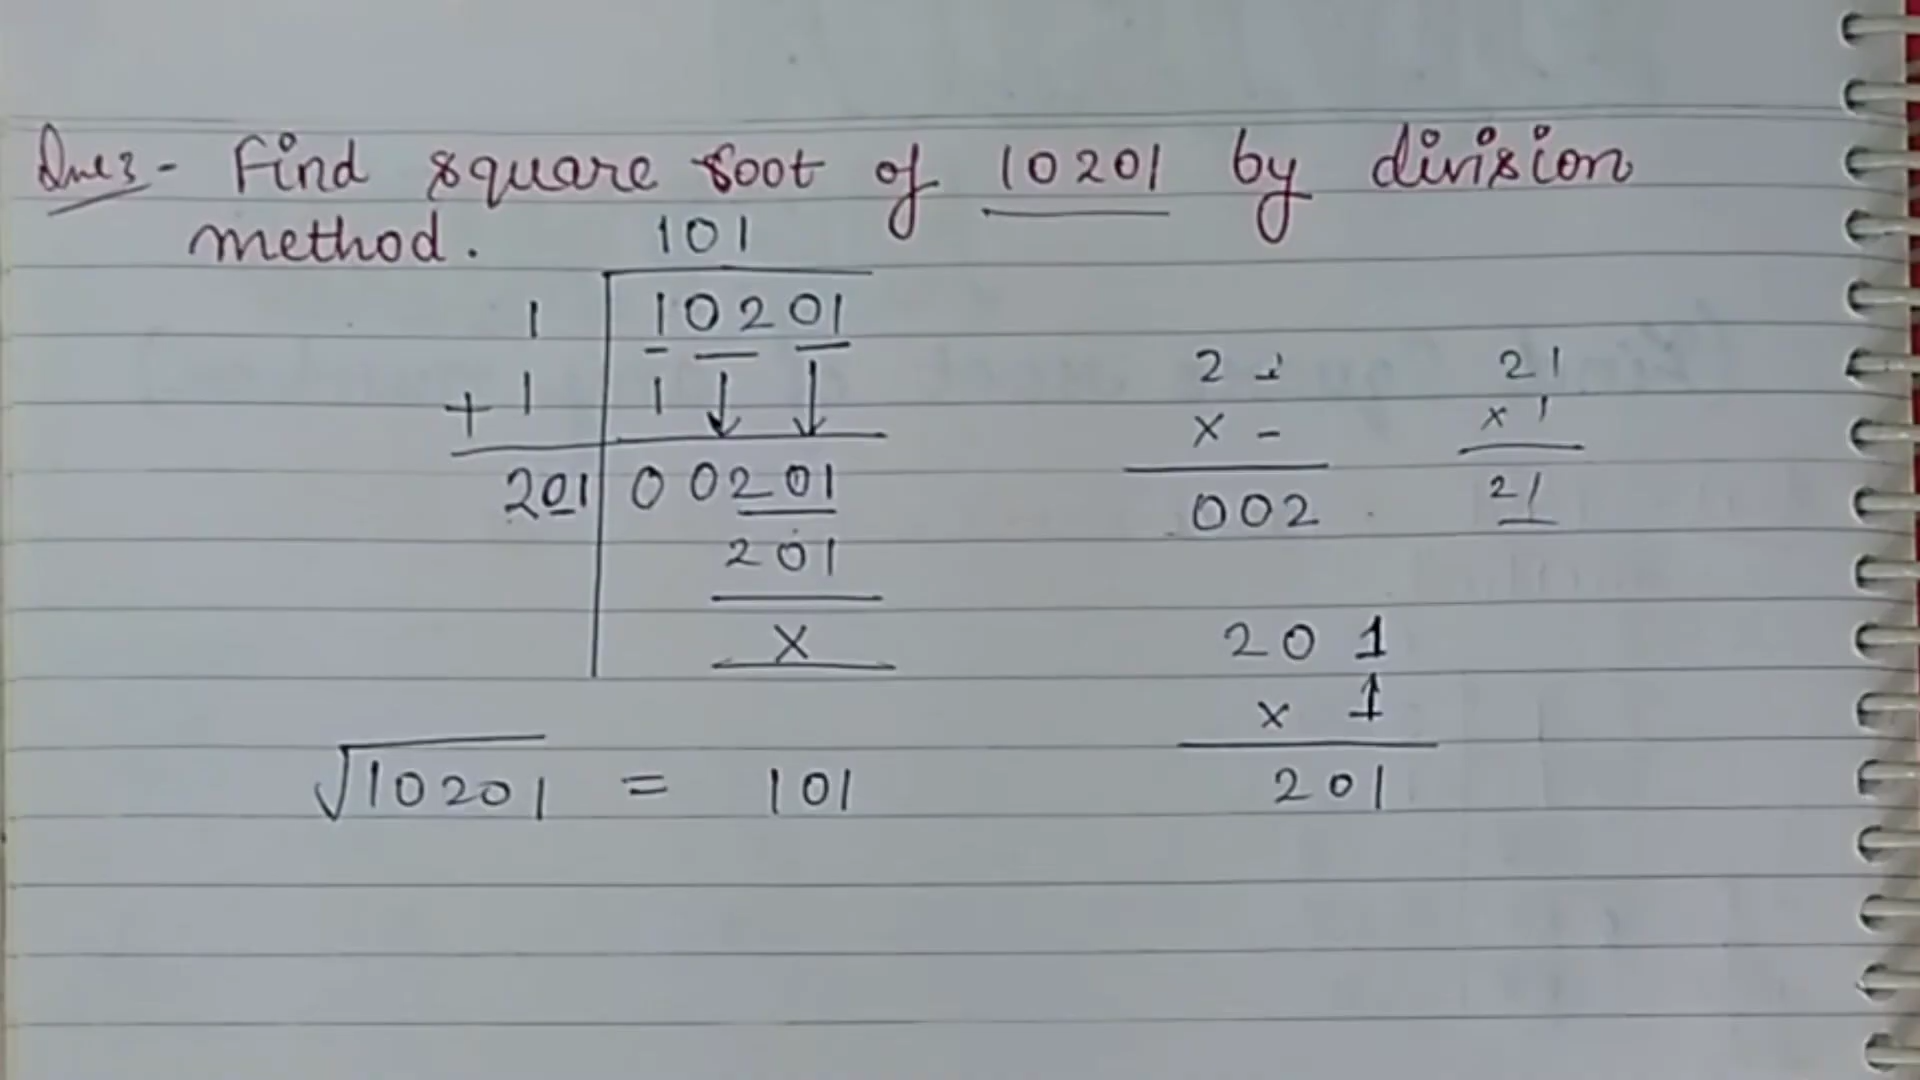 Que3- Find square root of 10201 by division
method.
101
1 10201
+ 1 1
201 00201
201
x
√10201 = 101
2
x -
002
21
x 1
21
201
x 1
201